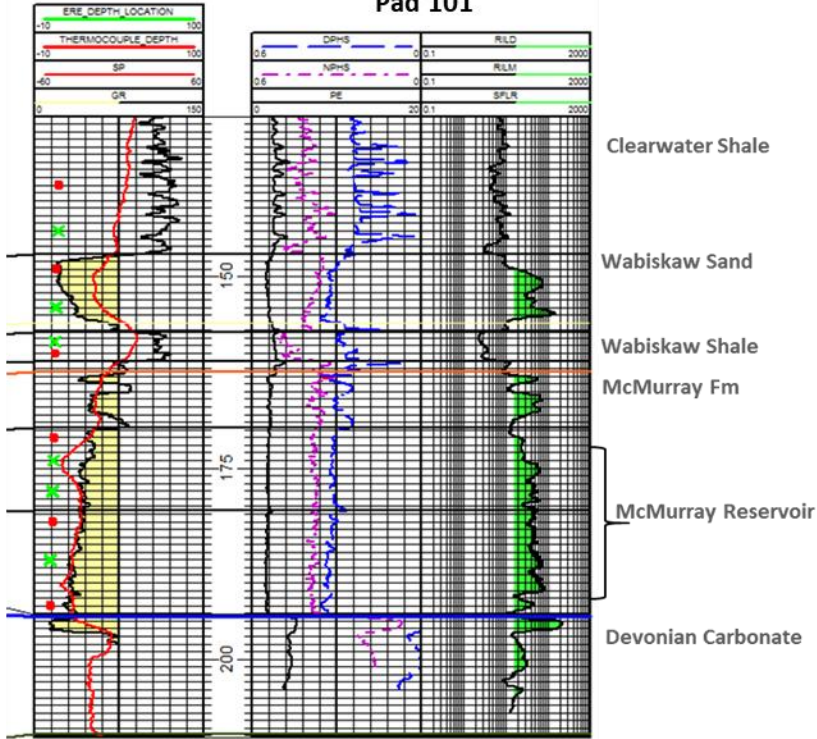 Pad 101
ERE_DEPTH_LOCATION
-10 100
THERMOCOUPLE_DEPTH
-10 100
SP
-60 60
GR
0 150
DPHS
0.6 0
NPHS
0.6 0
PE
0 20
RILD
0.1 2000
RILM
0.1 2000
SFLR
2000
Clearwater Shale
Wabiskaw Sand
150
Wabiskaw Shale
McMurray Fm
175
McMurray Reservoir
Devonian Carbonate
200